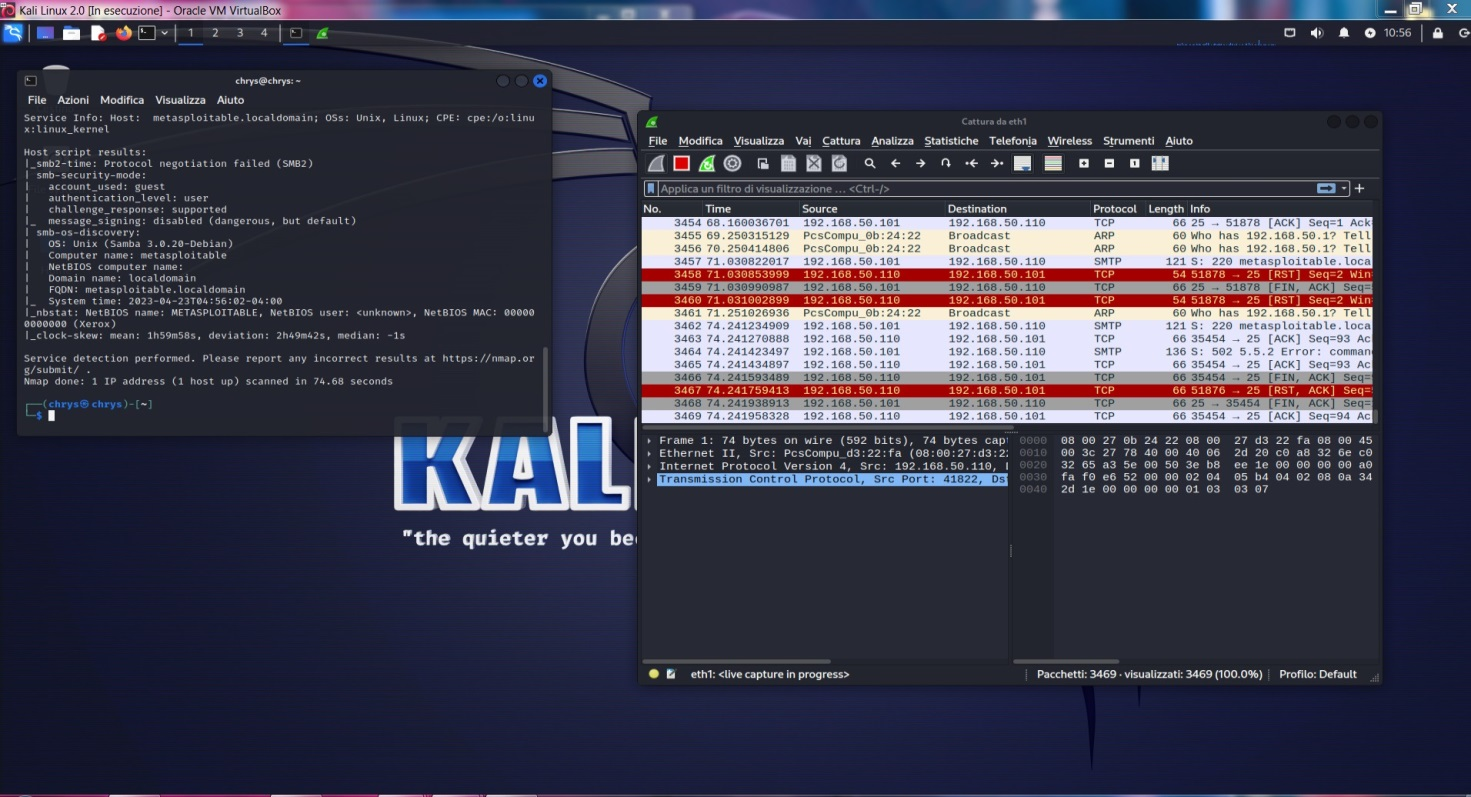 Kali Linux 2.0 [In esecuzione] - Oracle VM VirtualBox
1 2 3 4
10:56
chrys@chrys: ~
File Azioni Modifica Visualizza Aiuto
Service Info: Host:  metasploitable.localdomain; OSs: Unix, Linux; CPE: cpe:/o:linu
x:linux_kernel
Host script results:
|_smb2-time: Protocol negotiation failed (SMB2)
| smb-security-mode:
|   account_used: guest
|   authentication_level: user
|   challenge_response: supported
|_  message_signing: disabled (dangerous, but default)
| smb-os-discovery:
|   OS: Unix (Samba 3.0.20-Debian)
|   Computer name: metasploitable
|   NetBIOS computer name:
|   Domain name: localdomain
|   FQDN: metasploitable.localdomain
|_  System time: 2023-04-23T04:56:02-04:00
|_nbstat: NetBIOS name: METASPLOITABLE, NetBIOS user: <unknown>, NetBIOS MAC: 00000
0000000 (Xerox)
|_clock-skew: mean: 1h59m58s, deviation: 2h49m42s, median: -1s
Service detection performed. Please report any incorrect results at https://nmap.or
g/submit/ .
Nmap done: 1 IP address (1 host up) scanned in 74.68 seconds
(chrys㉿chrys)-[~]
$
KAL
"the quieter you be
Cattura da eth1
File Modifica Visualizza Vai Cattura Analizza Statistiche Telefonia Wireless Strumenti Aiuto
Applica un filtro di visualizzazione ... <Ctrl-/>
No. Time Source Destination Protocol Length Info
3454 68.160036701 192.168.50.101 192.168.50.110 TCP 66 25 → 51878 [ACK] Seq=1 Ack
3455 69.250315129 PcsCompu_0b:24:22 Broadcast ARP 60 Who has 192.168.50.1? Tell
3456 70.250414806 PcsCompu_0b:24:22 Broadcast ARP 60 Who has 192.168.50.1? Tell
3457 71.030822017 192.168.50.101 192.168.50.110 SMTP 121 S: 220 metasploitable.loca
3458 71.030853999 192.168.50.110 192.168.50.101 TCP 54 51878 → 25 [RST] Seq=2 Win
3459 71.030990987 192.168.50.101 192.168.50.110 TCP 66 25 → 51878 [FIN, ACK] Seq=
3460 71.031002899 192.168.50.110 192.168.50.101 TCP 54 51878 → 25 [RST] Seq=2 Win
3461 71.251026936 PcsCompu_0b:24:22 Broadcast ARP 60 Who has 192.168.50.1? Tell
3462 74.241234909 192.168.50.101 192.168.50.110 SMTP 121 S: 220 metasploitable.loca
3463 74.241270888 192.168.50.110 192.168.50.101 TCP 66 35454 → 25 [ACK] Seq=93 Ac
3464 74.241423497 192.168.50.101 192.168.50.110 SMTP 136 S: 502 5.5.2 Error: comman
3465 74.241434897 192.168.50.110 192.168.50.101 TCP 66 35454 → 25 [ACK] Seq=93 Ac
3466 74.241593489 192.168.50.110 192.168.50.101 TCP 66 35454 → 25 [FIN, ACK] Seq=
3467 74.241759413 192.168.50.110 192.168.50.101 TCP 66 51876 → 25 [RST, ACK] Seq=
3468 74.241938913 192.168.50.101 192.168.50.110 TCP 66 25 → 35454 [FIN, ACK] Seq=
3469 74.241958328 192.168.50.110 192.168.50.101 TCP 66 35454 → 25 [ACK] Seq=94 Ac
Frame 1: 74 bytes on wire (592 bits), 74 bytes cap
Ethernet II, Src: PcsCompu_d3:22:fa (08:00:27:d3:2
Internet Protocol Version 4, Src: 192.168.50.110,
Transmission Control Protocol, Src Port: 41822, Ds
0000 08 00 27 0b 24 22 08 00 27 d3 22 fa 08 00 45
0010 00 3c 27 78 40 00 40 06 2d 20 c0 a8 32 6e c0
0020 32 65 a3 5e 00 50 3e b8 ee 1e 00 00 00 00 a0
0030 fa f0 e6 52 00 00 02 04 05 b4 04 02 08 0a 34
0040 2d 1e 00 00 00 00 01 03 03 07
eth1: <live capture in progress>
Pacchetti: 3469 · visualizzati: 3469 (100.0%)
Profilo: Default